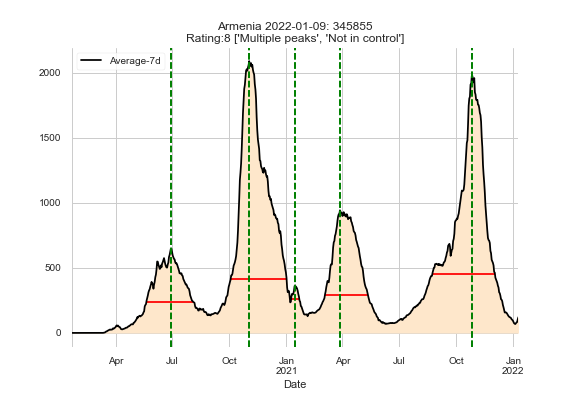 Armenia 2022-01-09: 345855
Rating:8 ['Multiple peaks', 'Not in control']
Average-7d
2000
1500
1000
500
0
Apr Jul Oct Jan Apr Jul Oct Jan
2021 2022
Date